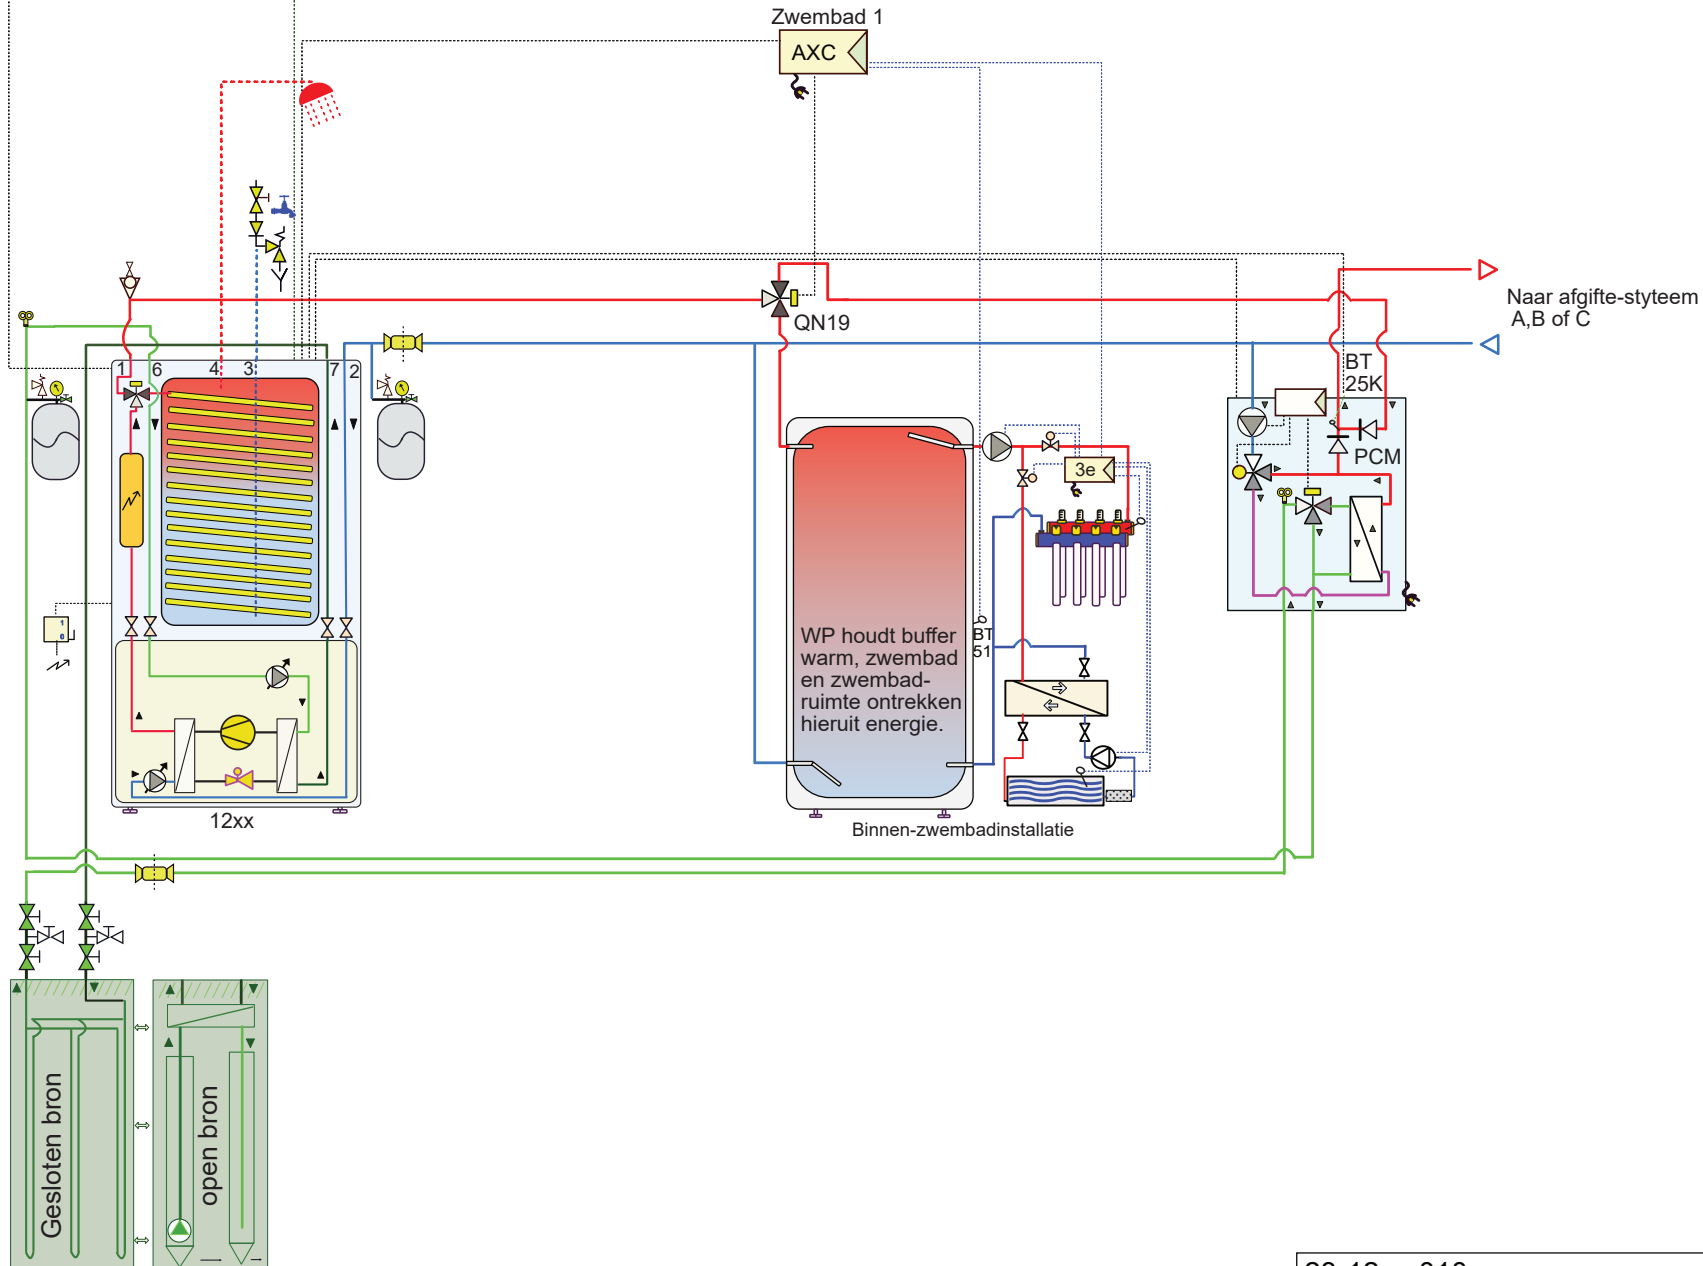 Zwembad 1
AXC
QN19
Naar afgifte-styteem
A,B of C
1 6 4 3 7 2
BT
25K
PCM
3e
1
0
BT
51
WP houdt buffer
warm, zwembad
en zwembad-
ruimte ontrekken
hieruit energie.
12xx
Binnen-zwembadinstallatie
Gesloten bron
open bron